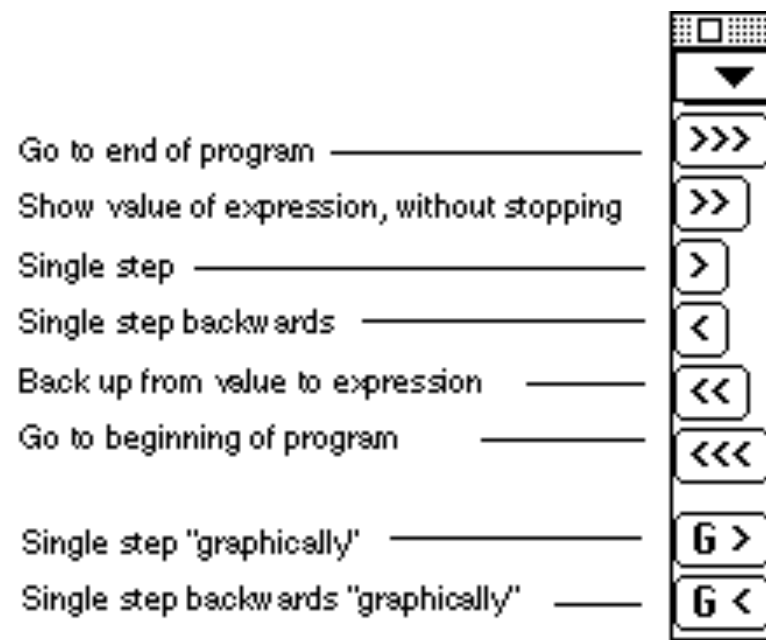 Go to end of program >>>
Show value of expression, without stopping >>
Single step >
Single step backwards <
Back up from value to expression <<
Go to beginning of program <<<
Single step "graphically" G >
Single step backwards "graphically" G <